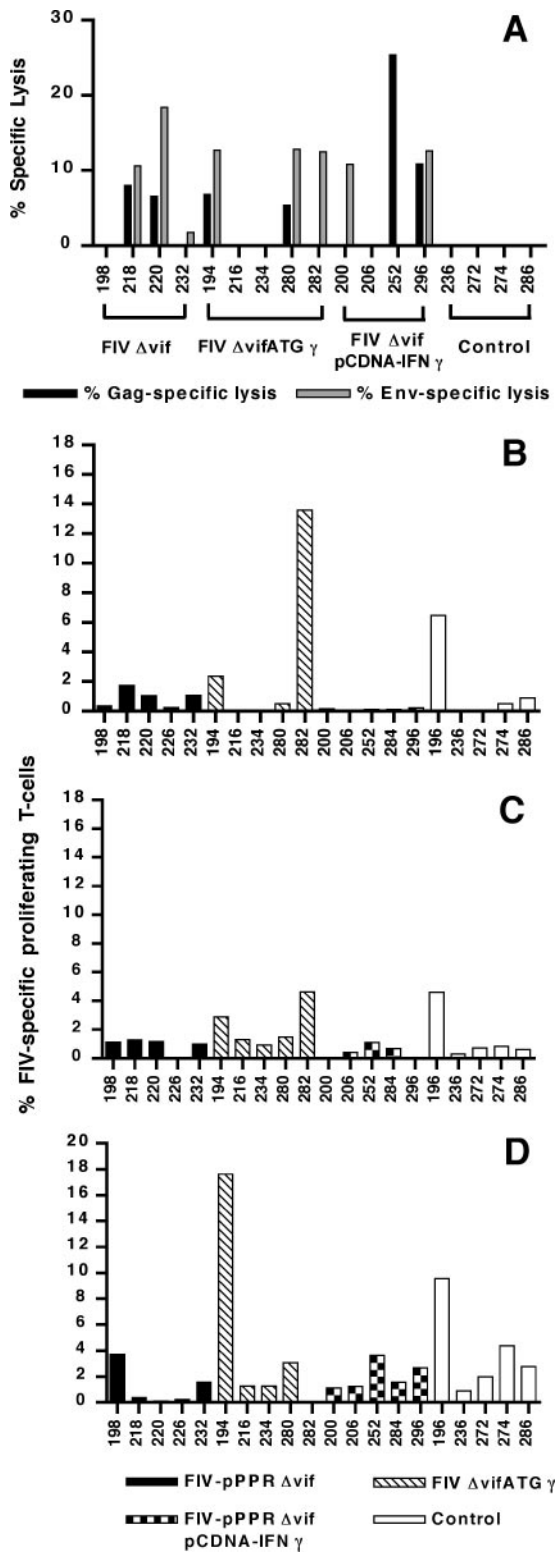 A
30
20
10
0
% Specific Lysis
198 218 220 232 194 216 234 280 282 200 206 252 296 236 272 274 286
FIV Δvif FIV ΔvifATG γ FIV Δvif pCDNA-IFN γ Control
% Gag-specific lysis % Env-specific lysis
B
18
16
14
12
10
8
6
4
2
0
198 218 220 226 232 194 216 234 280 282 200 206 252 284 296 196 236 272 274 286
C
18
16
14
12
10
8
6
4
2
0
% FIV-specific proliferating T-cells
198 218 220 226 232 194 216 234 280 282 200 206 252 284 296 196 236 272 274 286
D
20
18
16
14
12
10
8
6
4
2
0
198 218 220 226 232 194 216 234 280 282 200 206 252 284 296 196 236 272 274 286
FIV-pPPR Δvif FIV ΔvifATG γ
FIV-pPPR Δvif pCDNA-IFN γ Control